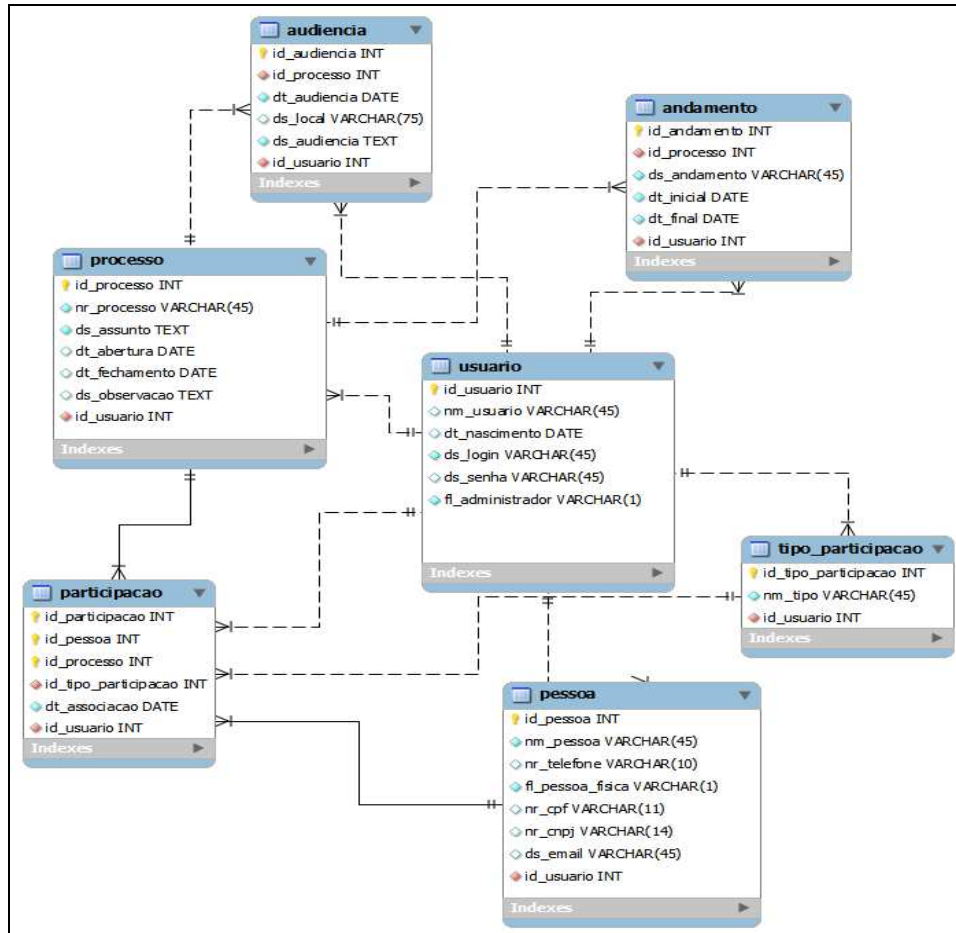 audiencia
id_audiencia INT
id_processo INT
dt_audiencia DATE
ds_local VARCHAR(75)
ds_audiencia TEXT
id_usuario INT
Indexes
andamento
id_andamento INT
id_processo INT
ds_andamento VARCHAR(45)
dt_inicial DATE
dt_final DATE
id_usuario INT
Indexes
processo
id_processo INT
nr_processo VARCHAR(45)
ds_assunto TEXT
dt_abertura DATE
dt_fechamento DATE
ds_observacao TEXT
id_usuario INT
Indexes
usuario
id_usuario INT
nm_usuario VARCHAR(45)
dt_nascimento DATE
ds_login VARCHAR(45)
ds_senha VARCHAR(45)
fl_administrador VARCHAR(1)
Indexes
tipo_participacao
id_tipo_participacao INT
nm_tipo VARCHAR(45)
id_usuario INT
Indexes
participacao
id_participacao INT
id_pessoa INT
id_processo INT
id_tipo_participacao INT
dt_associacao DATE
id_usuario INT
Indexes
pessoa
id_pessoa INT
nm_pessoa VARCHAR(45)
nr_telefone VARCHAR(10)
fl_pessoa_fisica VARCHAR(1)
nr_cpf VARCHAR(11)
nr_cnpj VARCHAR(14)
ds_email VARCHAR(45)
id_usuario INT
Indexes